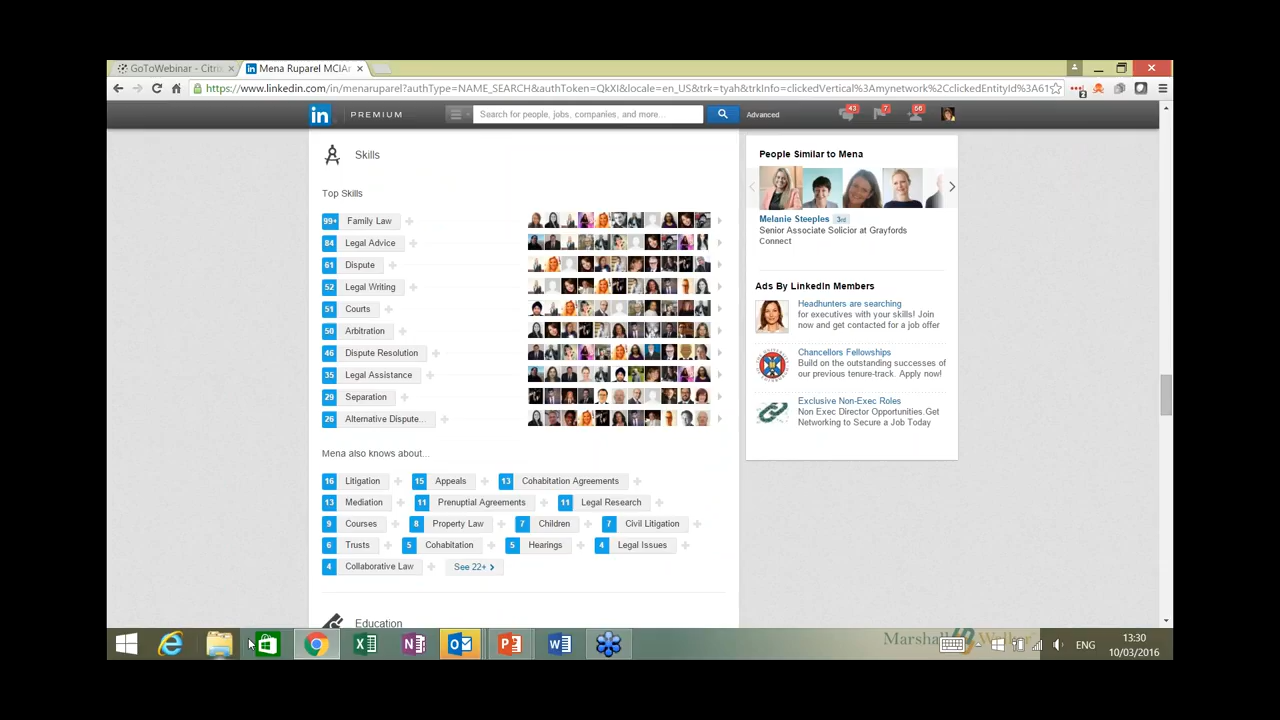 GoToWebinar - Citrix
Mena Ruparel MCIAr
https://www.linkedin.com/in/menaruparel?authType=NAME_SEARCH&authToken=QkXI&locale=en_US&trk=tyah&trkInfo=clickedVertical%3Amynetwork%2CclickedEntityId%3A61
in PREMIUM Search for people, jobs, companies, and more... Advanced 43 7 56
Skills
Top Skills
99+ Family Law
84 Legal Advice
61 Dispute
52 Legal Writing
51 Courts
50 Arbitration
46 Dispute Resolution
35 Legal Assistance
29 Separation
26 Alternative Dispute...
Mena also knows about...
16 Litigation 15 Appeals 13 Cohabitation Agreements
13 Mediation 11 Prenuptial Agreements 11 Legal Research
9 Courses 8 Property Law 7 Children 7 Civil Litigation
6 Trusts 5 Cohabitation 5 Hearings 4 Legal Issues
4 Collaborative Law See 22+
Education
People Similar to Mena
Melanie Steeples 3rd
Senior Associate Solicior at Grayfords
Connect
Ads By LinkedIn Members
Headhunters are searching
for executives with your skills! Join
now and get contacted for a job offer
Chancellors Fellowships
Build on the outstanding successes of
our previous tenure-track. Apply now!
Exclusive Non-Exec Roles
Non Exec Director Opportunities.Get
Networking to Secure a Job Today
Marshall
ENG
13:30
10/03/2016